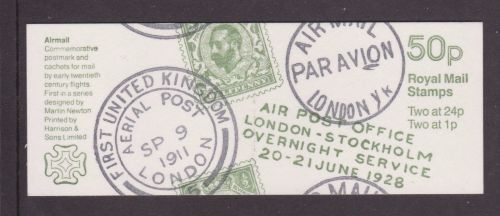 Airmail
Commemorative
postmark and
cachets for mail
by early twentieth
century flights.
First in a series
designed by
Martin Newton
Printed by
Harrison &
Sons Limited
FIRST UNITED KINGDOM
AERIAL POST
SP 9
1911
LONDON
AIR MAIL
PAR AVION
LONDON
50p
Royal Mail
Stamps
Two at 24p
Two at 1p
AIR POST OFFICE
LONDON-STOCKHOLM
OVERNIGHT SERVICE
20-21 JUNE 1928
MAIL